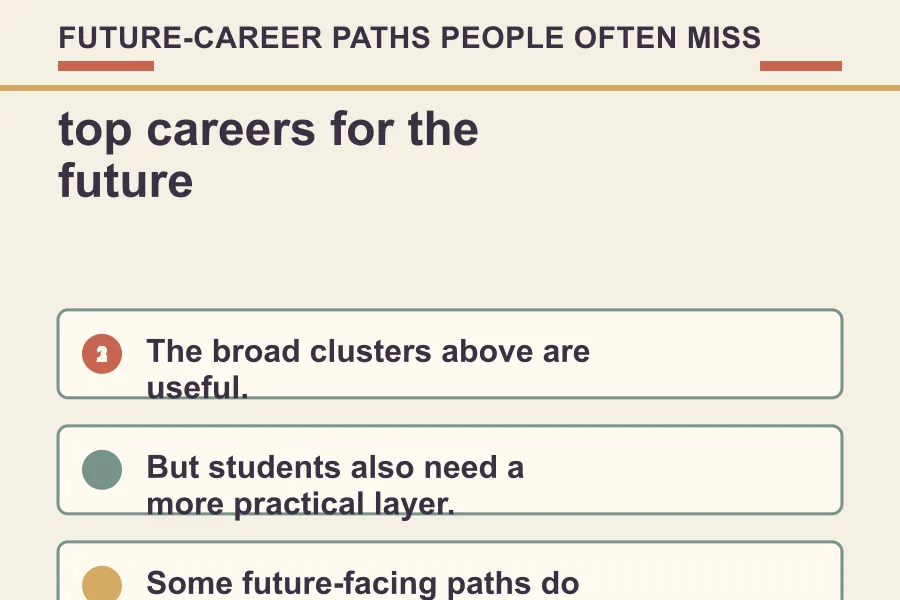 FUTURE-CAREER PATHS PEOPLE OFTEN MISS
top careers for the
future
The broad clusters above are
useful.
But students also need a
more practical layer.
Some future-facing paths do